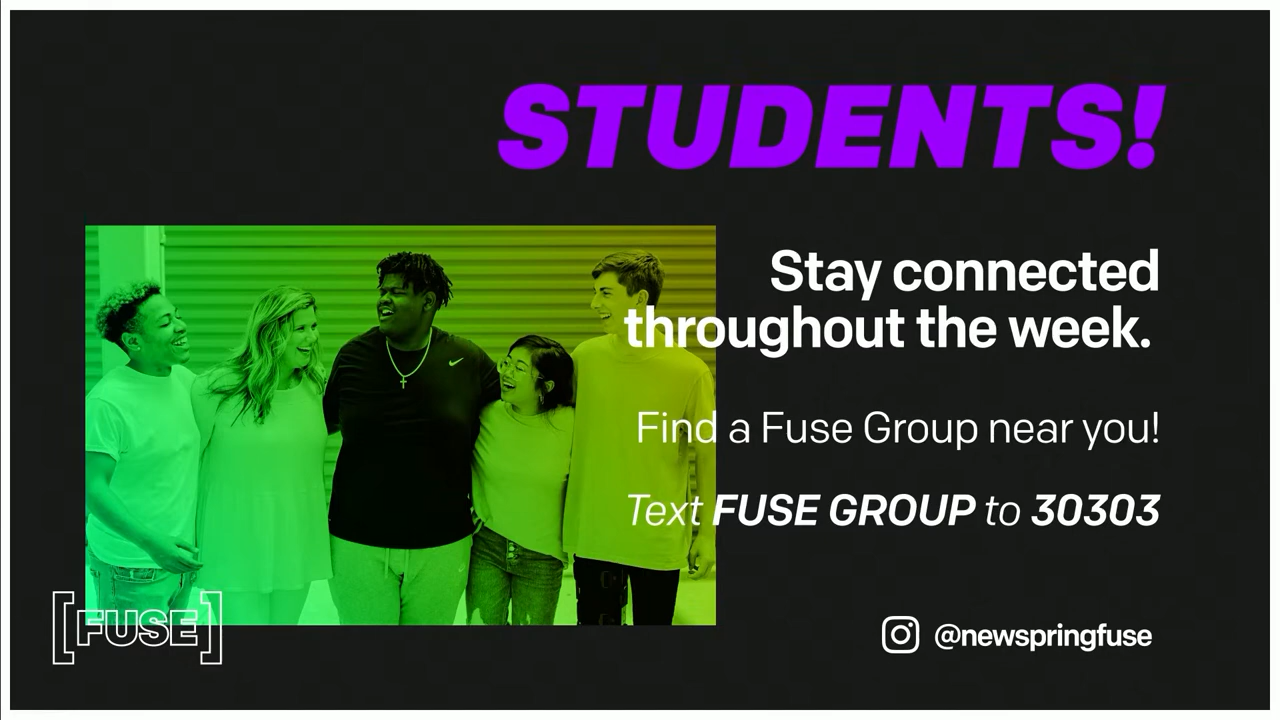 STUDENTS!
Stay connected
throughout the week.
Find a Fuse Group near you!
Text FUSE GROUP to 30303
[FUSE]
@newspringfuse